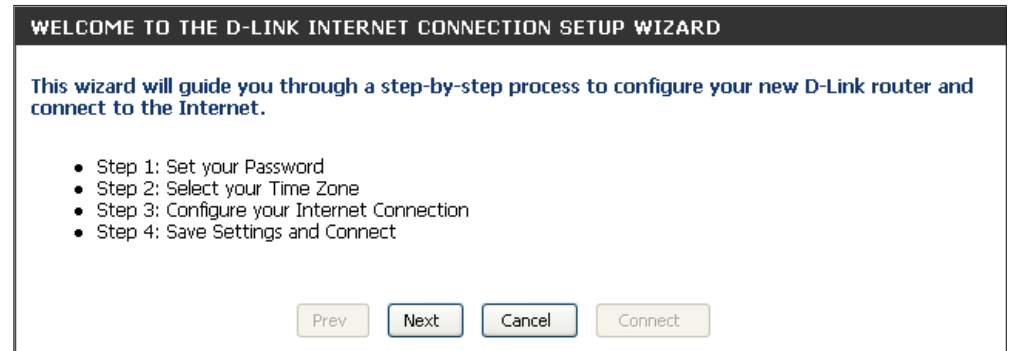 WELCOME TO THE D-LINK INTERNET CONNECTION SETUP WIZARD
This wizard will guide you through a step-by-step process to configure your new D-Link router and
connect to the Internet.
• Step 1: Set your Password
• Step 2: Select your Time Zone
• Step 3: Configure your Internet Connection
• Step 4: Save Settings and Connect
Prev Next Cancel Connect